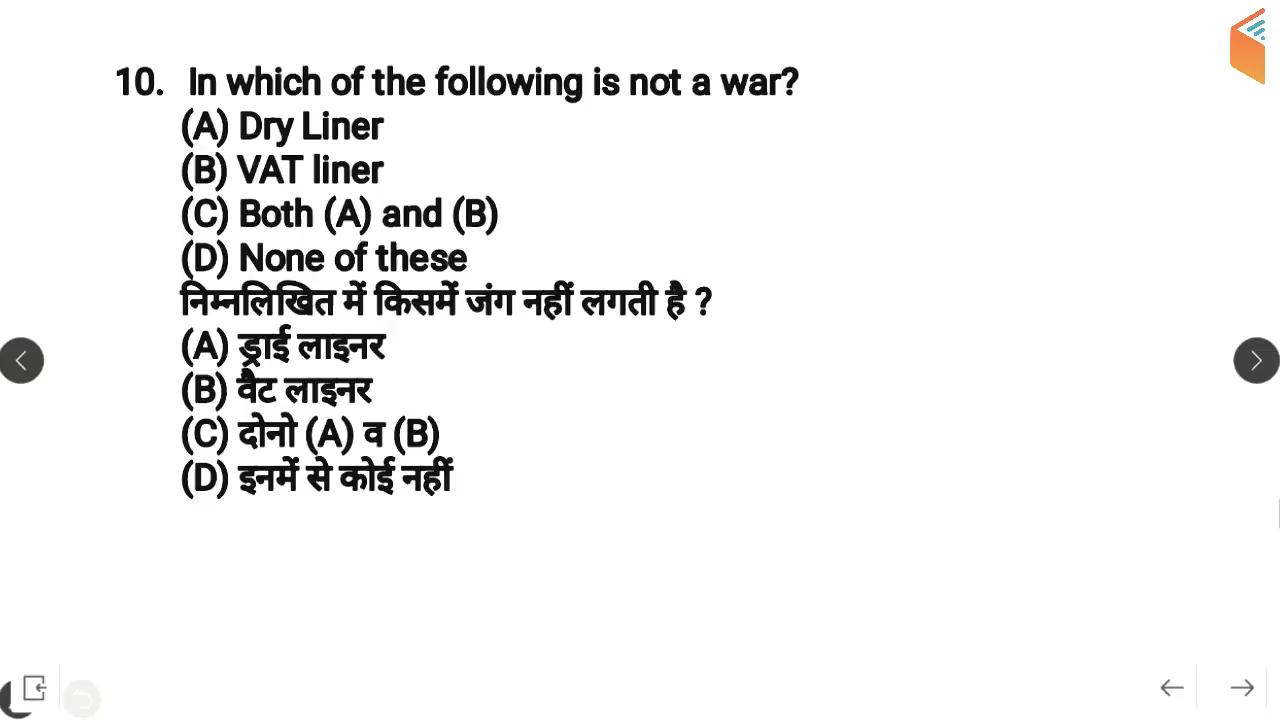 10. In which of the following is not a war?
(A) Dry Liner
(B) VAT liner
(C) Both (A) and (B)
(D) None of these
निम्नलिखित में किसमें जंग नहीं लगती है ?
(A) ड्राई लाइनर
(B) वैट लाइनर
(C) दोनो (A) व (B)
(D) इनमें से कोई नहीं